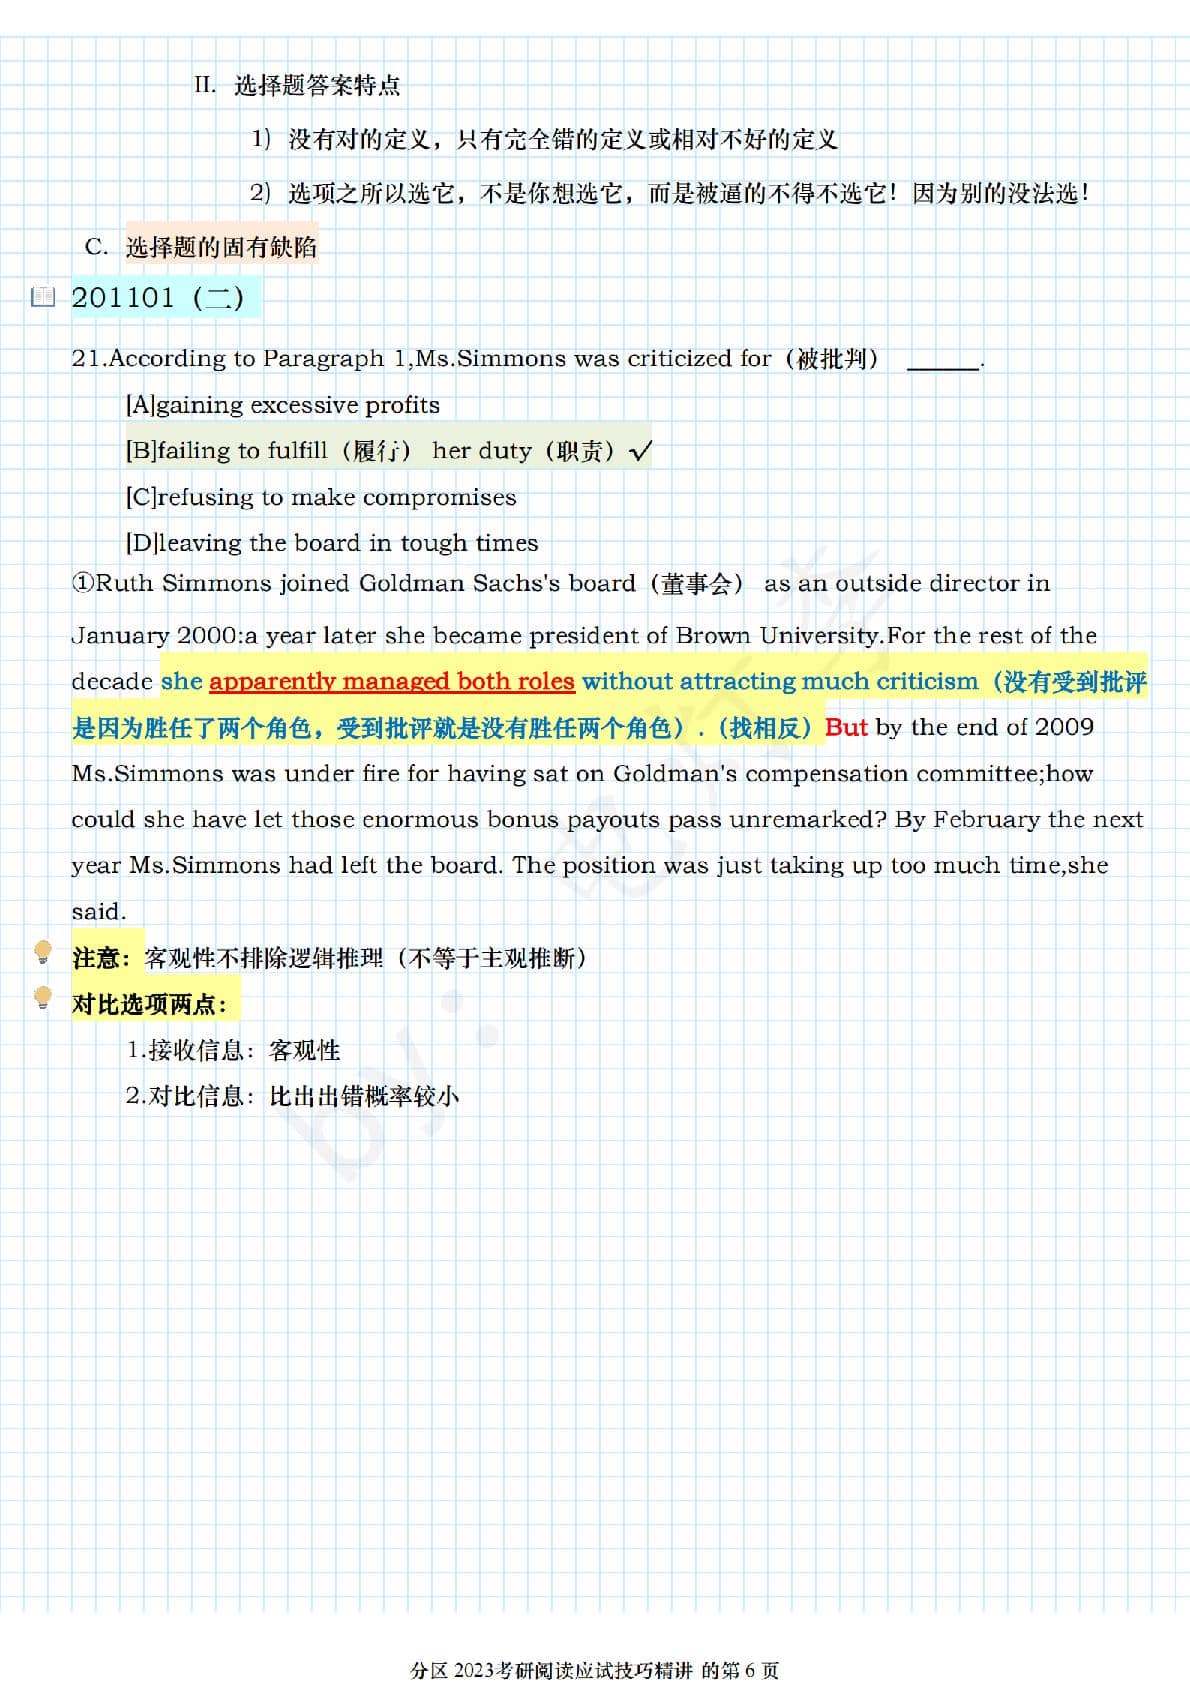 II. 选择题答案特点
1) 没有对的定义，只有完全错的定义或相对不好的定义
2) 选项之所以选它，不是你想选它，而是被逼的不得不选它！因为别的没法选！
C. 选择题的固有缺陷
201101（二）
21.According to Paragraph 1,Ms.Simmons was criticized for（被批判） ______.
[A]gaining excessive profits
[B]failing to fulfill（履行） her duty（职责）✓
[C]refusing to make compromises
[D]leaving the board in tough times
①Ruth Simmons joined Goldman Sachs's board（董事会） as an outside director in
January 2000:a year later she became president of Brown University.For the rest of the
decade she apparently managed both roles without attracting much criticism（没有受到批评
是因为胜任了两个角色，受到批评就是没有胜任两个角色）.（找相反）But by the end of 2009
Ms.Simmons was under fire for having sat on Goldman's compensation committee;how
could she have let those enormous bonus payouts pass unremarked? By February the next
year Ms.Simmons had left the board. The position was just taking up too much time,she
said.
注意：客观性不排除逻辑推理（不等于主观推断）
对比选项两点：
1.接收信息：客观性
2.对比信息：比出出错概率较小
分区 2023考研阅读应试技巧精讲 的第 6 页